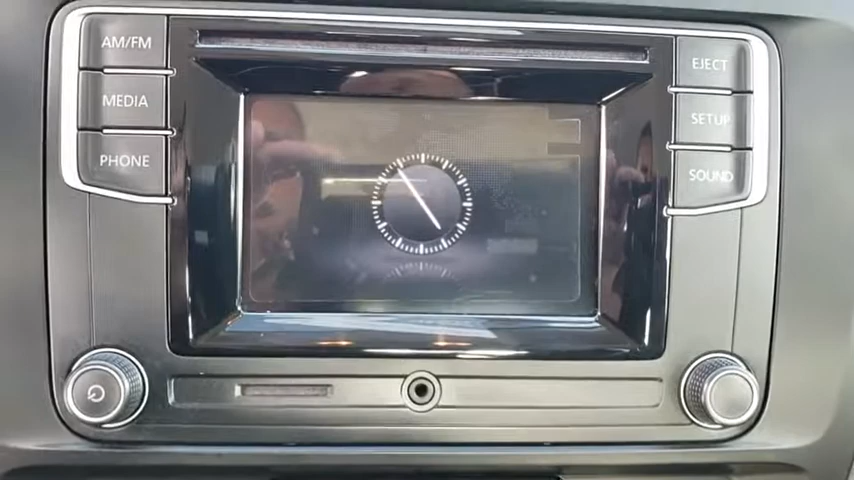 AM/FM
MEDIA
PHONE
EJECT
SETUP
SOUND